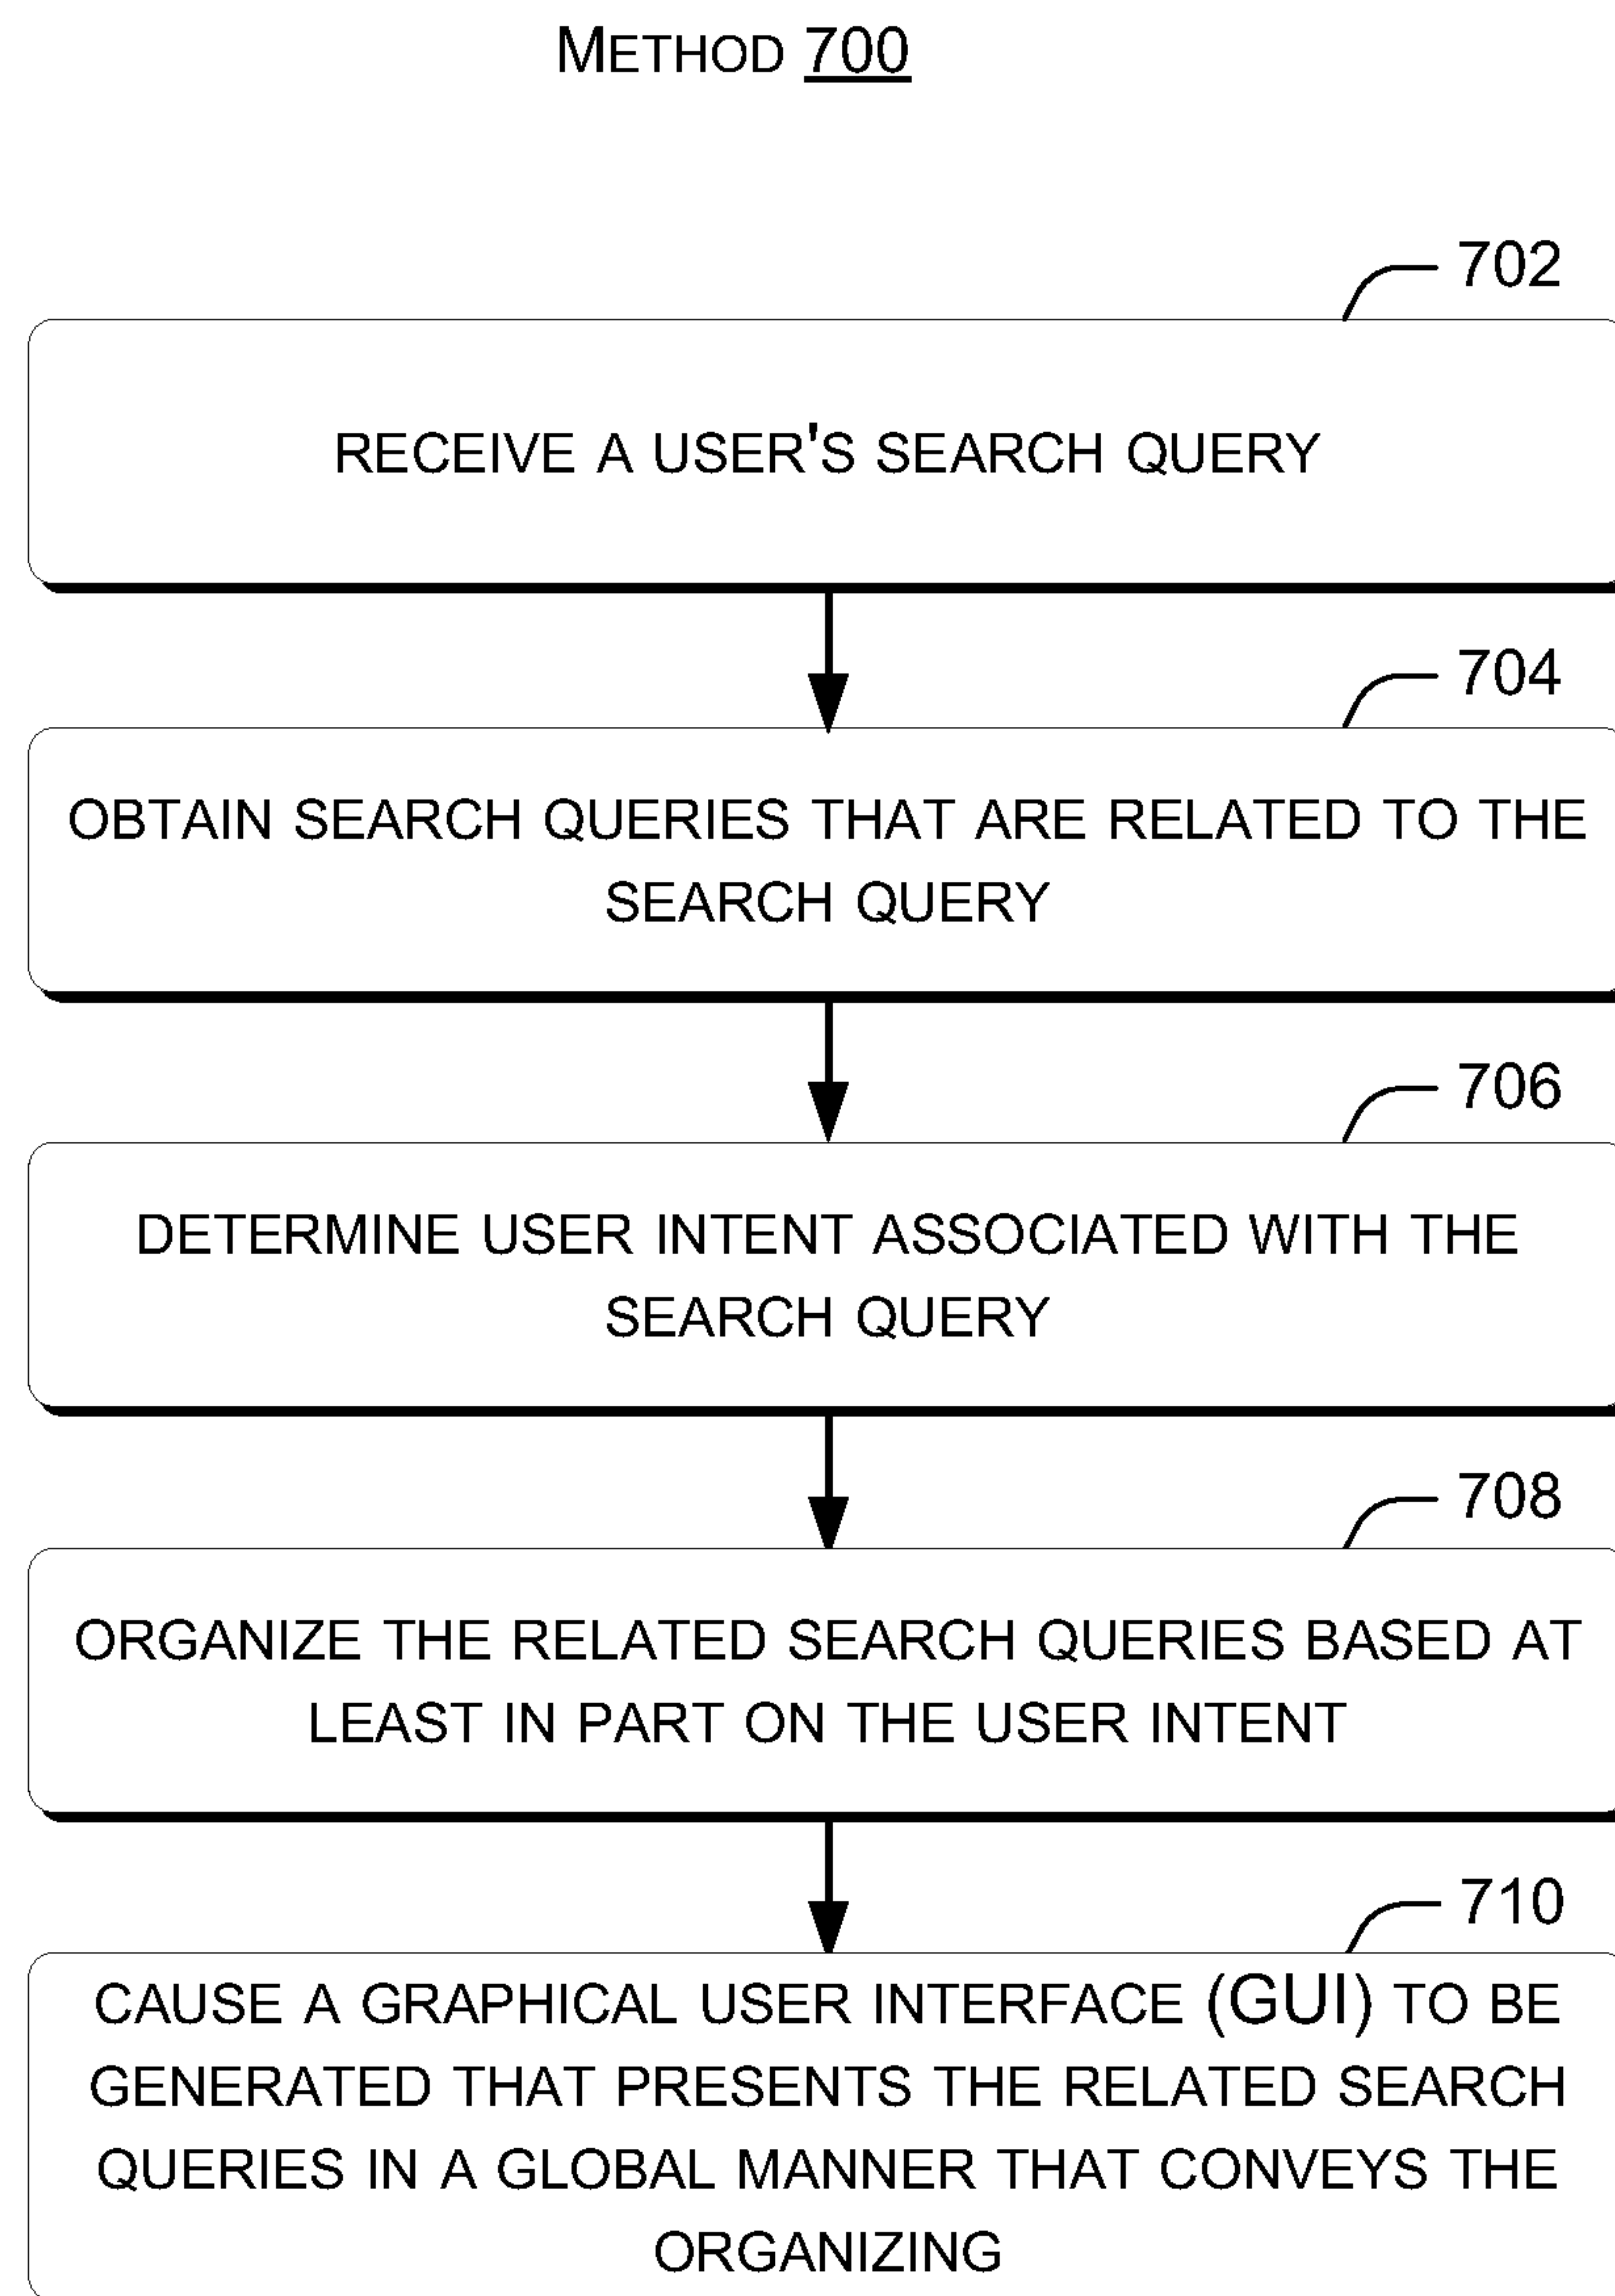 METHOD 700
702
RECEIVE A USER'S SEARCH QUERY
704
OBTAIN SEARCH QUERIES THAT ARE RELATED TO THE
SEARCH QUERY
706
DETERMINE USER INTENT ASSOCIATED WITH THE
SEARCH QUERY
708
ORGANIZE THE RELATED SEARCH QUERIES BASED AT
LEAST IN PART ON THE USER INTENT
710
CAUSE A GRAPHICAL USER INTERFACE (GUI) TO BE
GENERATED THAT PRESENTS THE RELATED SEARCH
QUERIES IN A GLOBAL MANNER THAT CONVEYS THE
ORGANIZING